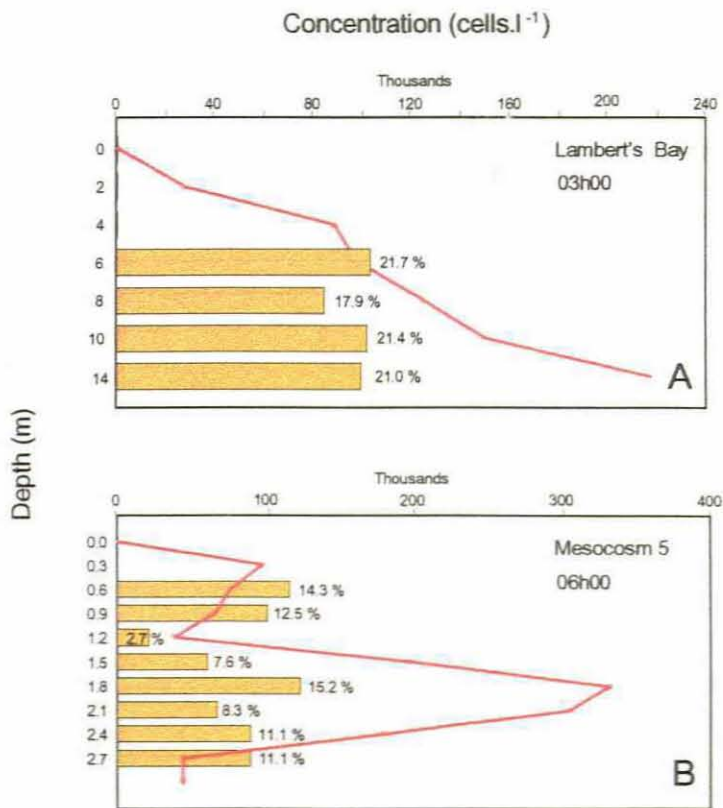 Concentration (cells.l⁻¹)
Thousands
0 40 80 120 160 200 240
Lambert's Bay
03h00
0
2
4
6 21.7 %
8 17.9 %
10 21.4 %
14 21.0 %
A
Depth (m)
Thousands
0 100 200 300 400
Mesocosm 5
06h00
0.0
0.3
0.6 14.3 %
0.9 12.5 %
1.2 2.7 %
1.5 7.6 %
1.8 15.2 %
2.1 8.3 %
2.4 11.1 %
2.7 11.1 %
B